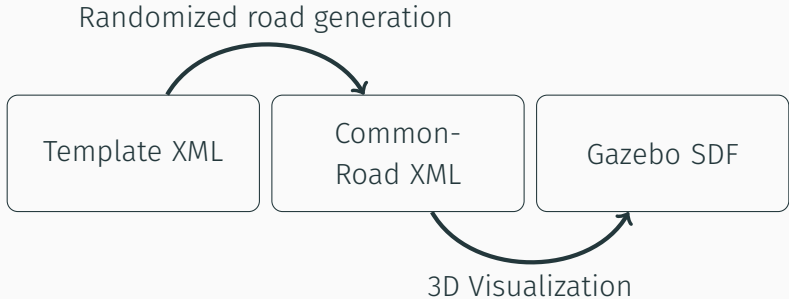 Randomized road generation
Template XML
Common-
Road XML
Gazebo SDF
3D Visualization